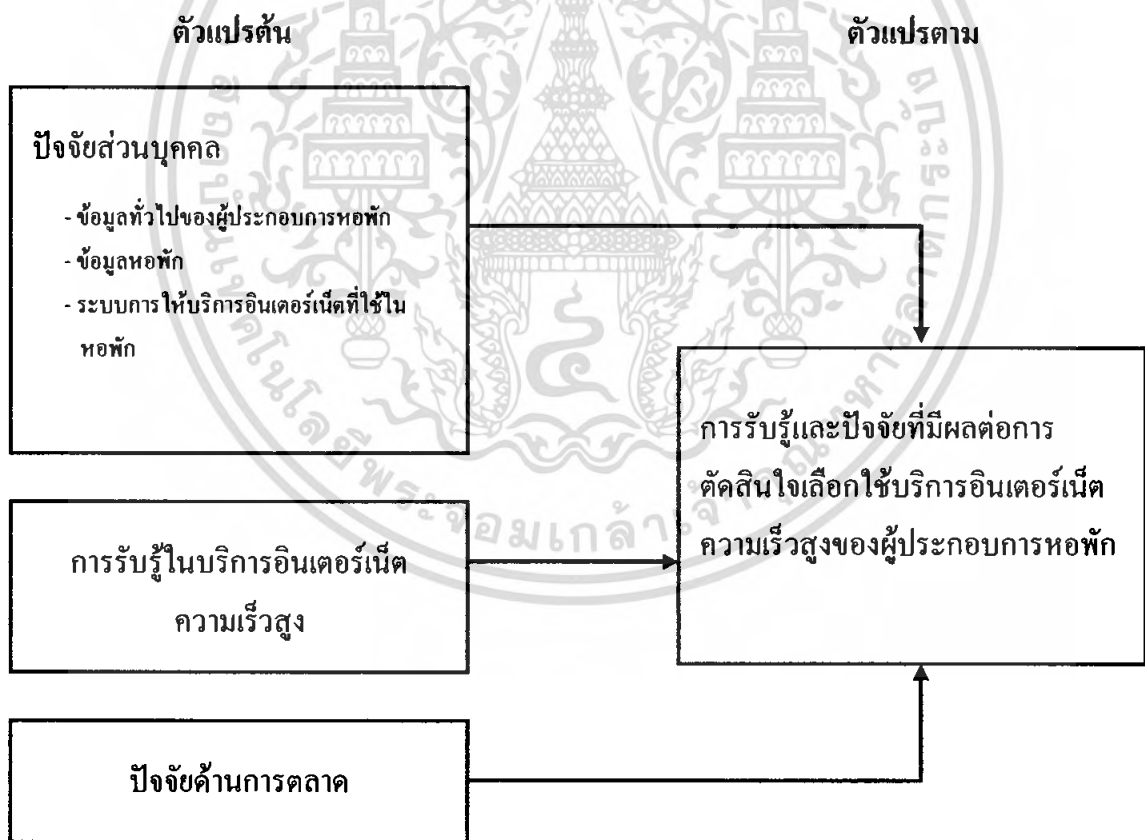 ตัวแปรต้น
ตัวแปรตาม
ปัจจัยส่วนบุคคล
- ข้อมูลทั่วไปของผู้ประกอบการหอพัก
- ข้อมูลหอพัก
- ระบบการให้บริการอินเตอร์เน็ตที่ใช้ใน
หอพัก
การรับรู้ในบริการอินเตอร์เน็ต
ความเร็วสูง
ปัจจัยด้านการตลาด
การรับรู้และปัจจัยที่มีผลต่อการ
ตัดสินใจเลือกใช้บริการอินเตอร์เน็ต
ความเร็วสูงของผู้ประกอบการหอพัก